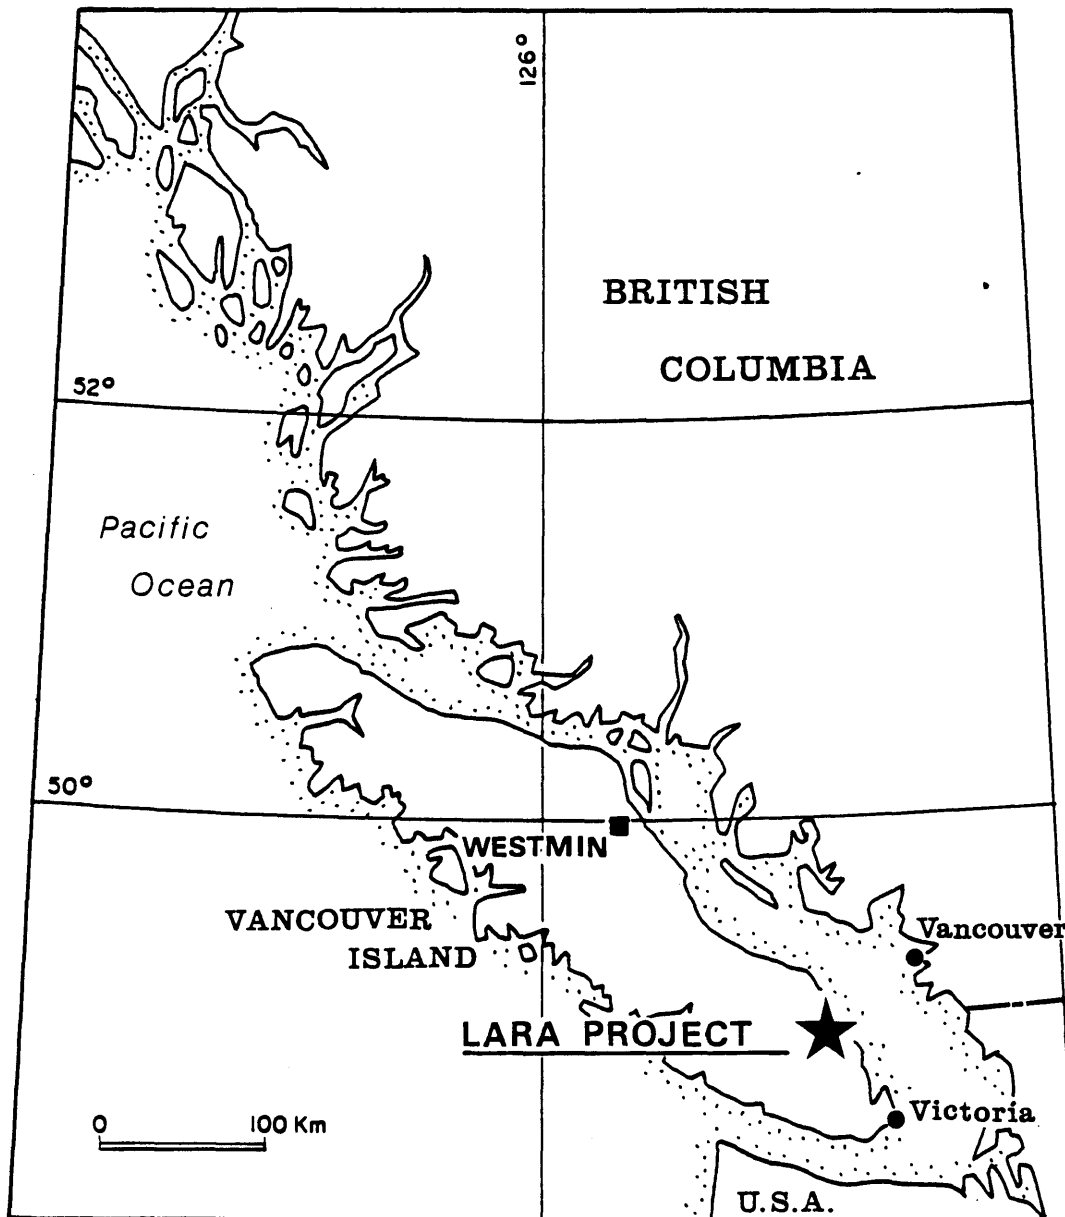 126°
BRITISH
COLUMBIA
52°
Pacific
Ocean
50°
WESTMIN
VANCOUVER
ISLAND
Vancouver
LARA PROJECT
Victoria
0 100 Km
U.S.A.